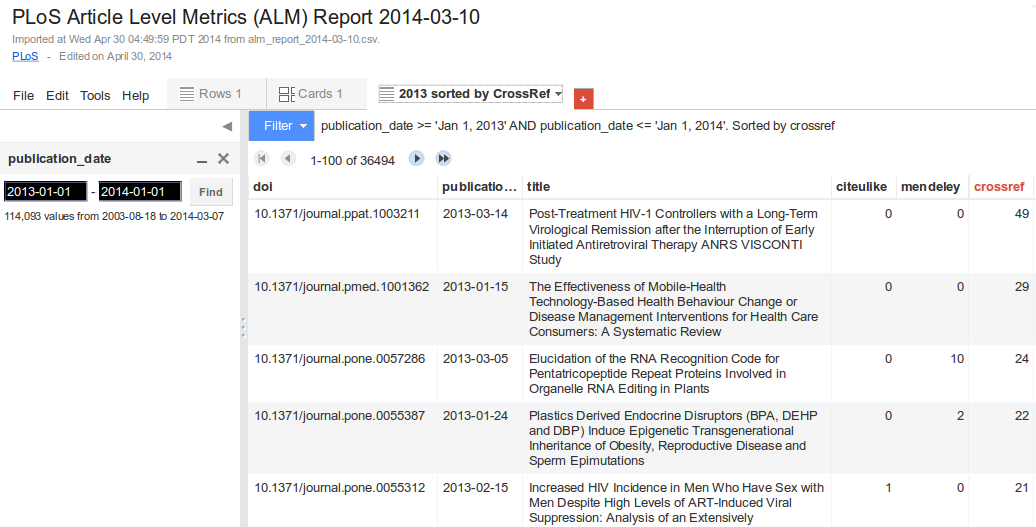 PLoS Article Level Metrics (ALM) Report 2014-03-10
Imported at Wed Apr 30 04:49:59 PDT 2014 from alm_report_2014-03-10.csv.
PLoS - Edited on April 30, 2014
File Edit Tools Help Rows 1 Cards 1 2013 sorted by CrossRef +
Filter publication_date >= 'Jan 1, 2013' AND publication_date <= 'Jan 1, 2014'. Sorted by crossref
publication_date
2013-01-01 - 2014-01-01 Find
114,093 values from 2003-08-18 to 2014-03-07
1-100 of 36494
doi publicatio... title citeulike mendeley crossref
10.1371/journal.ppat.1003211 2013-03-14 Post-Treatment HIV-1 Controllers with a Long-Term 0 0 49
Virological Remission after the Interruption of Early
Initiated Antiretroviral Therapy ANRS VISCONTI
Study
10.1371/journal.pmed.1001362 2013-01-15 The Effectiveness of Mobile-Health 0 0 29
Technology-Based Health Behaviour Change or
Disease Management Interventions for Health Care
Consumers: A Systematic Review
10.1371/journal.pone.0057286 2013-03-05 Elucidation of the RNA Recognition Code for 0 10 24
Pentatricopeptide Repeat Proteins Involved in
Organelle RNA Editing in Plants
10.1371/journal.pone.0055387 2013-01-24 Plastics Derived Endocrine Disruptors (BPA, DEHP 0 2 22
and DBP) Induce Epigenetic Transgenerational
Inheritance of Obesity, Reproductive Disease and
Sperm Epimutations
10.1371/journal.pone.0055312 2013-02-15 Increased HIV Incidence in Men Who Have Sex with 1 0 21
Men Despite High Levels of ART-Induced Viral
Suppression: Analysis of an Extensively